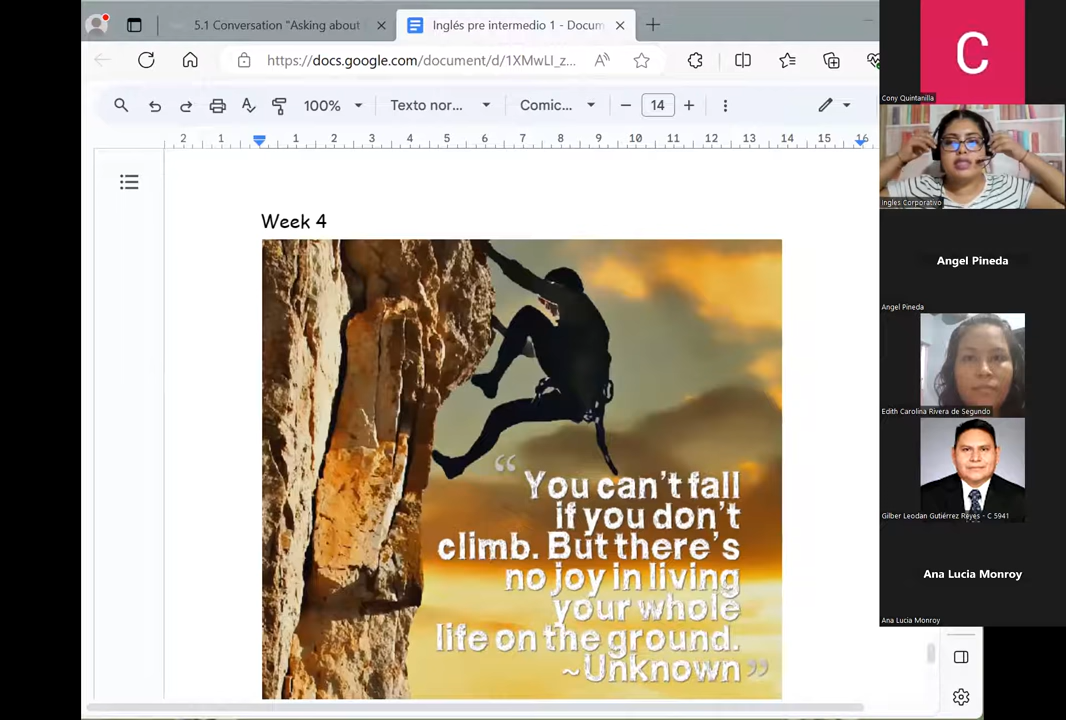 5.1 Conversation "Asking about
Inglés pre intermedio 1 - Docum
https://docs.google.com/document/d/1XMwLI_z...
100%
Texto nor...
Comic...
14
2 1 1 2 3 4 5 6 7 8 9 10 11 12 13 14 15 16
Week 4
“You can't fall
if you don't
climb. But there's
no joy in living
your whole
life on the ground.
~Unknown”
C
Cony Quintanilla
Ingles Corporativo
Angel Pineda
Angel Pineda
Edith Carolina Rivera de Segundo
Gilber Leodan Gutiérrez Reyes - C 5941
Ana Lucia Monroy
Ana Lucia Monroy